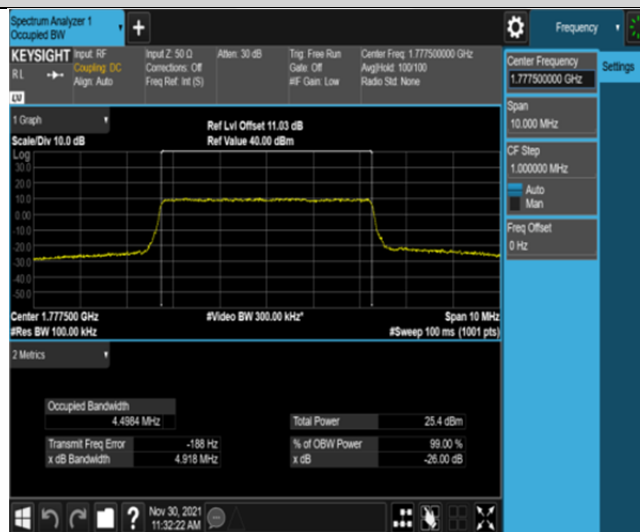 Spectrum Analyzer 1
Occupied BW
Frequency
KEYSIGHT
RL
LXI
Input: RF
Coupling: DC
Align: Auto
Input Z: 50 Ω
Corrections: Off
Freq Ref: Int (S)
Atten: 30 dB
Trig: Free Run
Gate: Off
#IF Gain: Low
Center Freq: 1.777500000 GHz
Avg|Hold: 100/100
Radio Std: None
Center Frequency
1.777500000 GHz
Settings
Span
10.000 MHz
CF Step
1.000000 MHz
Auto
Man
Freq Offset
0 Hz
1 Graph
Scale/Div 10.0 dB
Ref Lvl Offset 11.03 dB
Ref Value 40.00 dBm
Log
30.0
20.0
10.0
0.00
-10.0
-20.0
-30.0
-40.0
-50.0
Center 1.777500 GHz
#Res BW 100.00 kHz
#Video BW 300.00 kHz*
Span 10 MHz
#Sweep 100 ms (1001 pts)
2 Metrics
Occupied Bandwidth
4.4984 MHz
Total Power 25.4 dBm
Transmit Freq Error -188 Hz
% of OBW Power 99.00 %
x dB Bandwidth 4.918 MHz
x dB -26.00 dB
?
Nov 30, 2021
11:32:22 AM